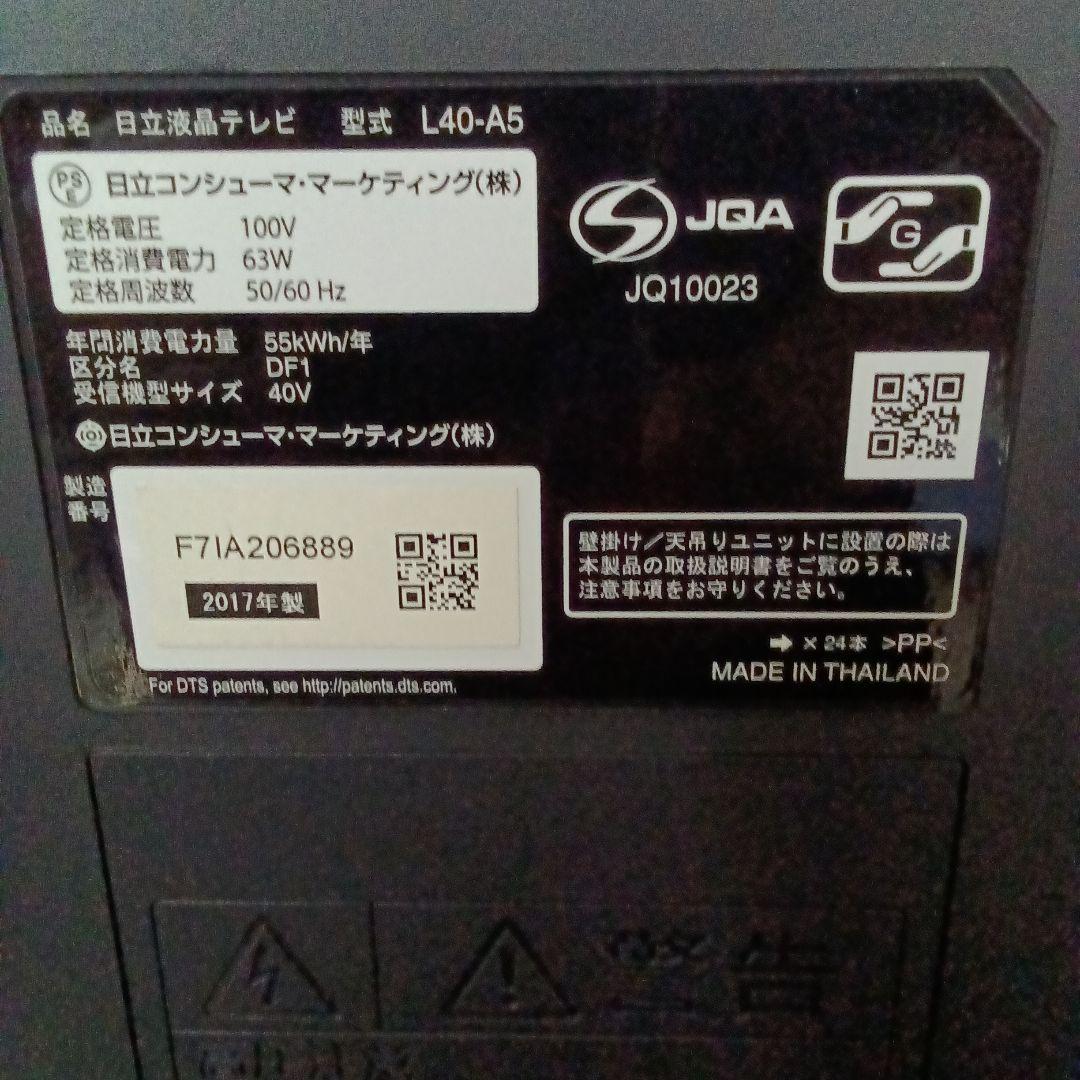 品名 日立液晶テレビ 型式 L40-A5
PS E 日立コンシューマ・マーケティング(株)
定格電圧 100V
定格消費電力 63W
定格周波数 50/60 Hz
JQA
JQ10023
G
年間消費電力量 55kWh/年
区分名 DF1
受信機型サイズ 40V
日立コンシューマ・マーケティング(株)
製造
番号
F7IA206889
2017年製
壁掛け/天吊りユニットに設置の際は
本製品の取扱説明書をご覧のうえ、
注意事項をお守りください。
➡ × 24本 >PP<
MADE IN THAILAND
For DTS patents, see http://patents.dts.com.
警告